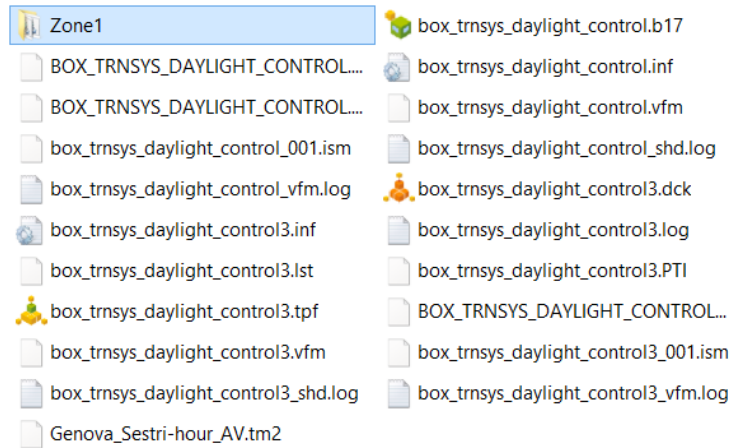 Zone1
box_trnsys_daylight_control.b17
BOX_TRNSYS_DAYLIGHT_CONTROL....
box_trnsys_daylight_control.inf
BOX_TRNSYS_DAYLIGHT_CONTROL....
box_trnsys_daylight_control.vfm
box_trnsys_daylight_control_001.ism
box_trnsys_daylight_control_shd.log
box_trnsys_daylight_control_vfm.log
box_trnsys_daylight_control3.dck
box_trnsys_daylight_control3.inf
box_trnsys_daylight_control3.log
box_trnsys_daylight_control3.lst
box_trnsys_daylight_control3.PTI
box_trnsys_daylight_control3.tpf
BOX_TRNSYS_DAYLIGHT_CONTROL...
box_trnsys_daylight_control3.vfm
box_trnsys_daylight_control3_001.ism
box_trnsys_daylight_control3_shd.log
box_trnsys_daylight_control3_vfm.log
Genova_Sestri-hour_AV.tm2